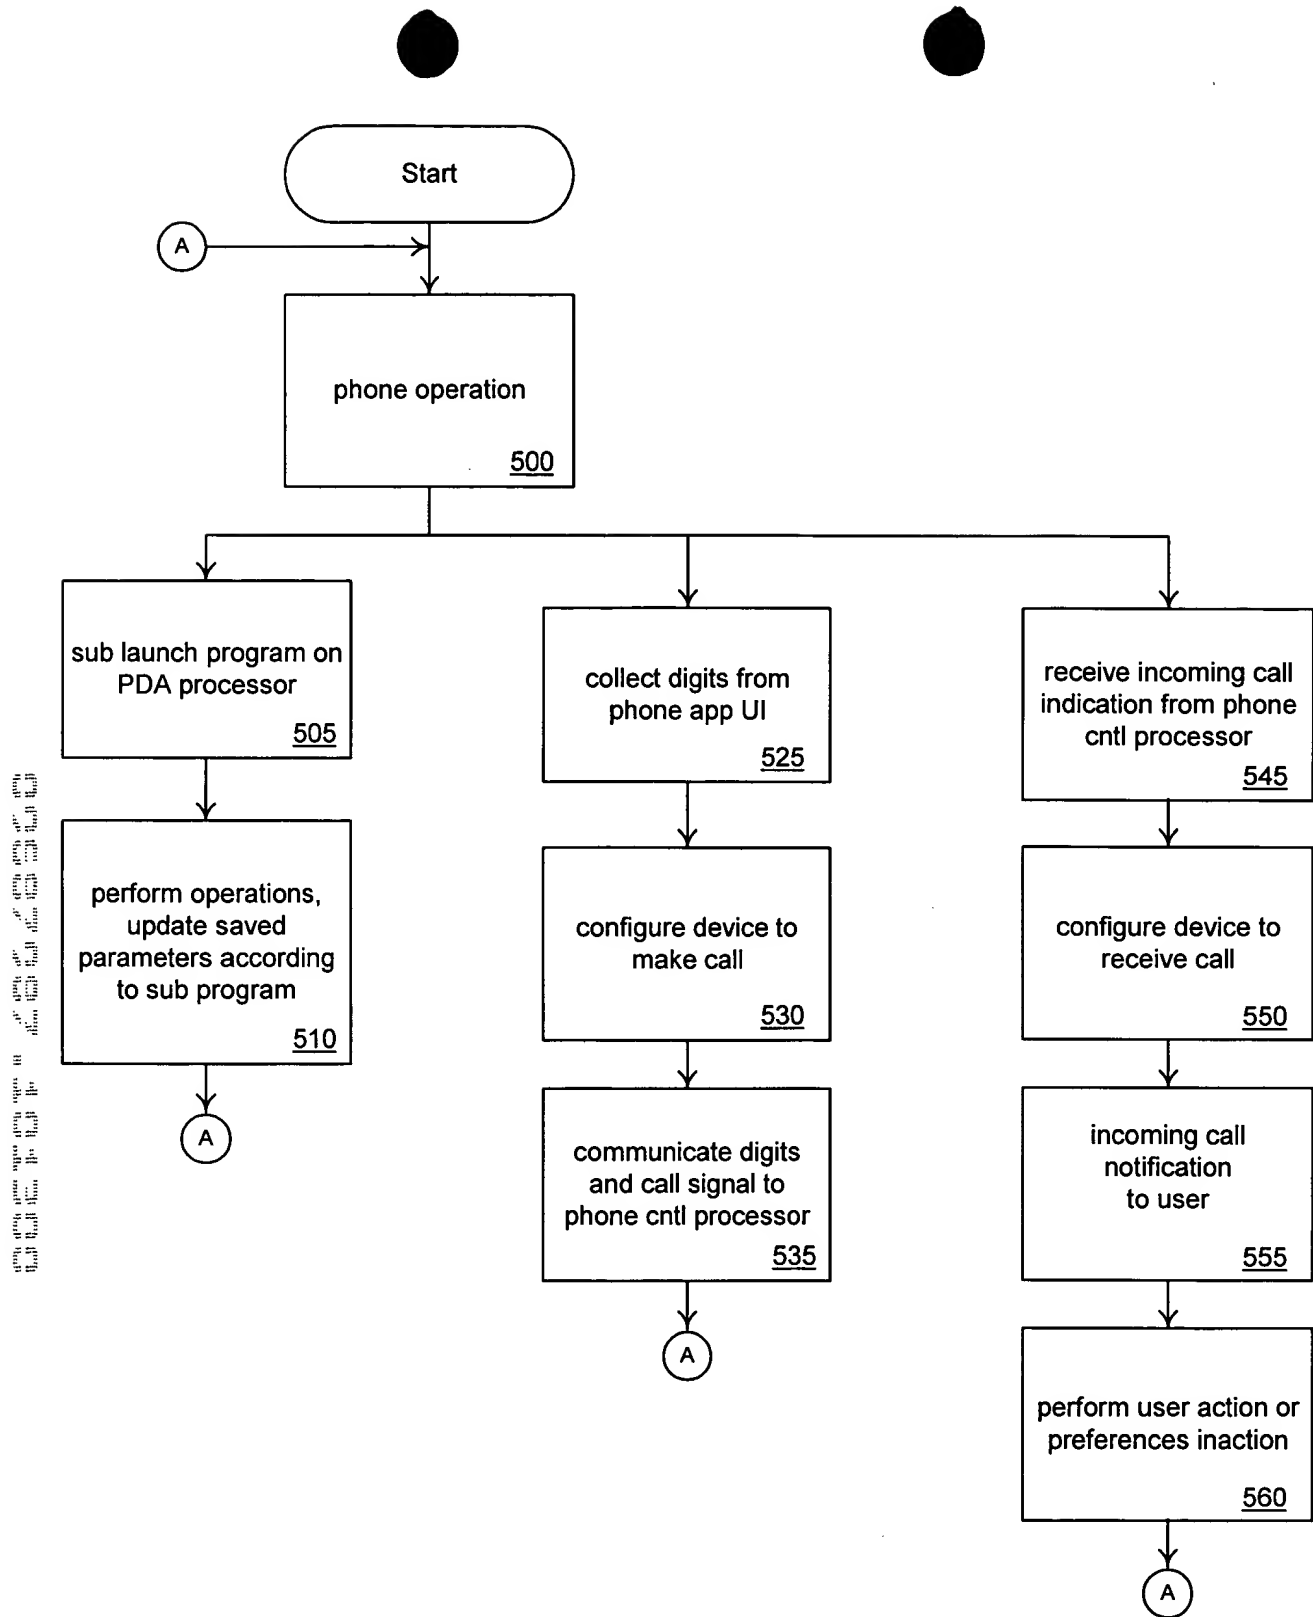 Start
A
phone operation
500
sub launch program on
PDA processor
505
perform operations,
update saved
parameters according
to sub program
510
A
collect digits from
phone app UI
525
configure device to
make call
530
communicate digits
and call signal to
phone cntl processor
535
A
receive incoming call
indication from phone
cntl processor
545
configure device to
receive call
550
incoming call
notification
to user
555
perform user action or
preferences inaction
560
A